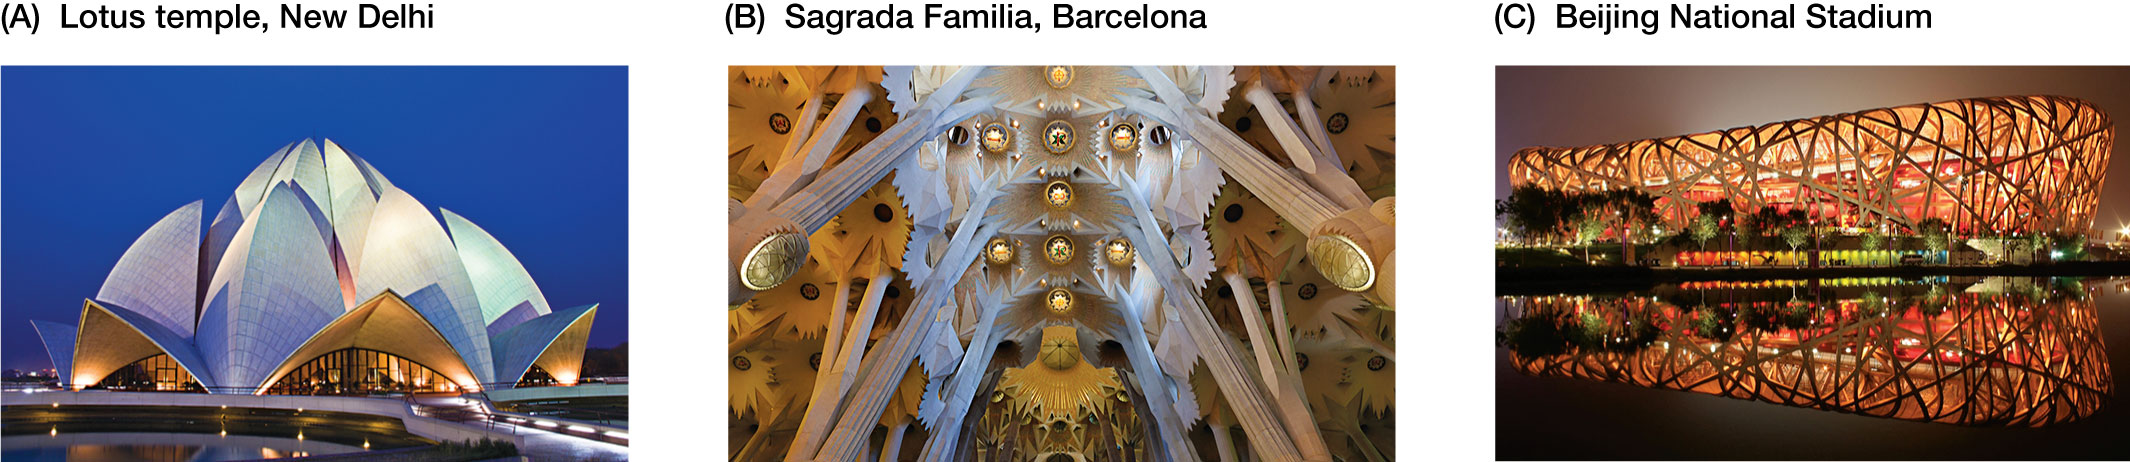 (A) Lotus temple, New Delhi
(B) Sagrada Familia, Barcelona
(C) Beijing National Stadium